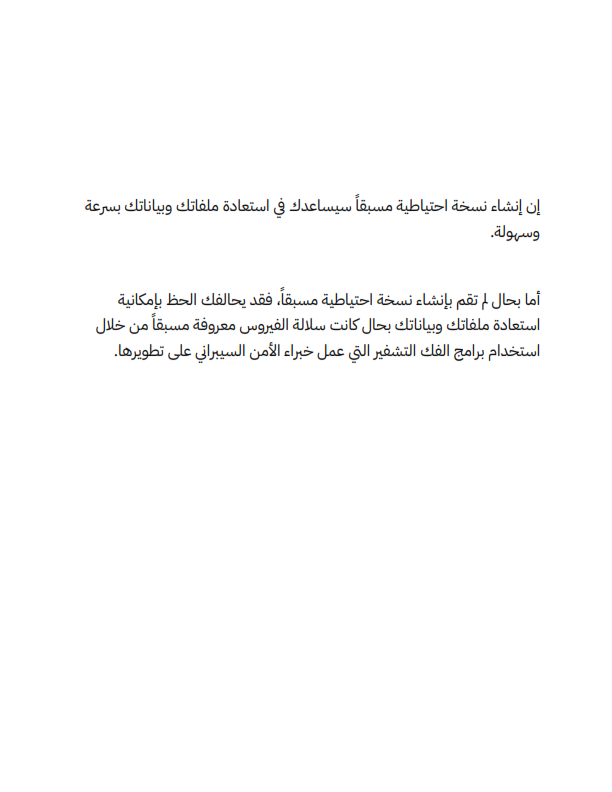 إن إنشاء نسخة احتياطية مسبقاً سيساعدك في استعادة ملفاتك وبياناتك بسرعة
وسهولة.
أما بحال لم تقم بإنشاء نسخة احتياطية مسبقاً، فقد يحالفك الحظ بإمكانية
استعادة ملفاتك وبياناتك بحال كانت سلالة الفيروس معروفة مسبقاً من خلال
استخدام برامج الفك التشفير التي عمل خبراء الأمن السيبراني على تطويرها.